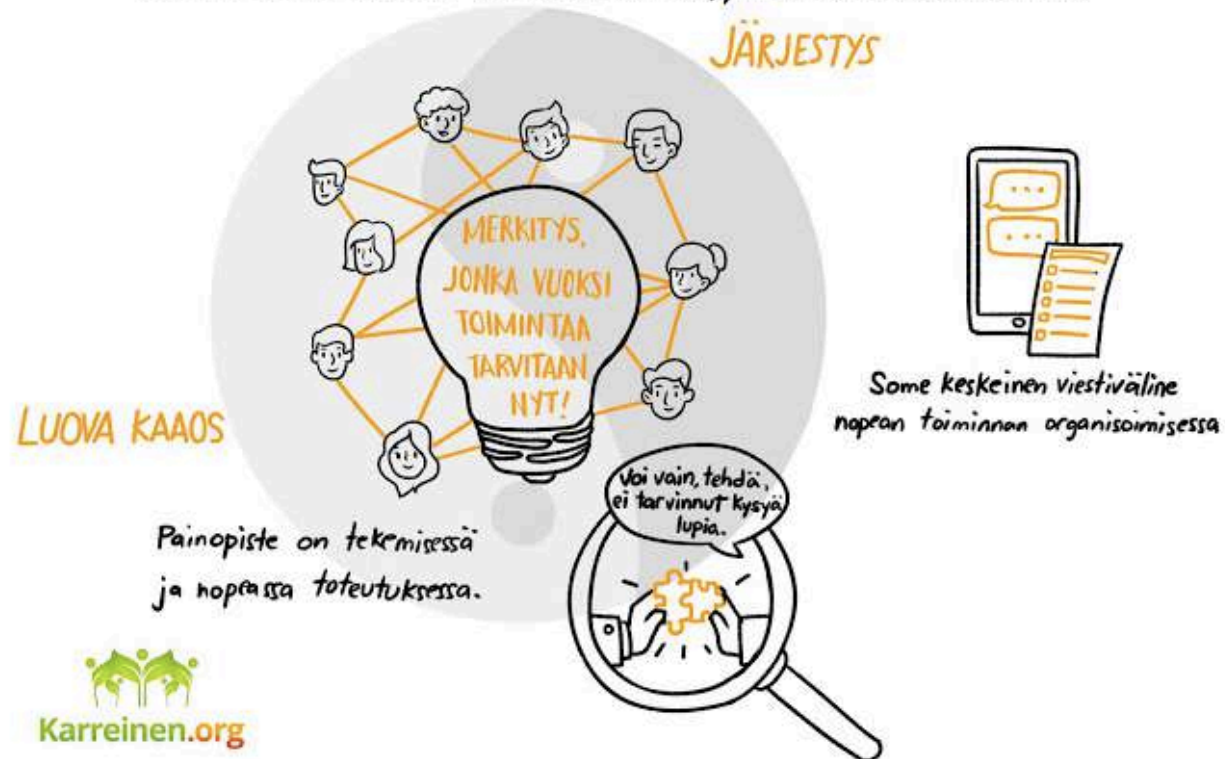 JÄRJESTYS
MERKITYS,
JONKA VUOKSI
TOIMINTAA
TARVITAAN
NYT!
Some keskeinen viestiväline
nopean toiminnan organisoimisessa
LUOVA KAAOS
Voi vain, tehdä,
ei tarvinnut kysyä
lupia.
Painopiste on tekemisessä
ja nopeassa toteutuksessa.
Karreinen.org